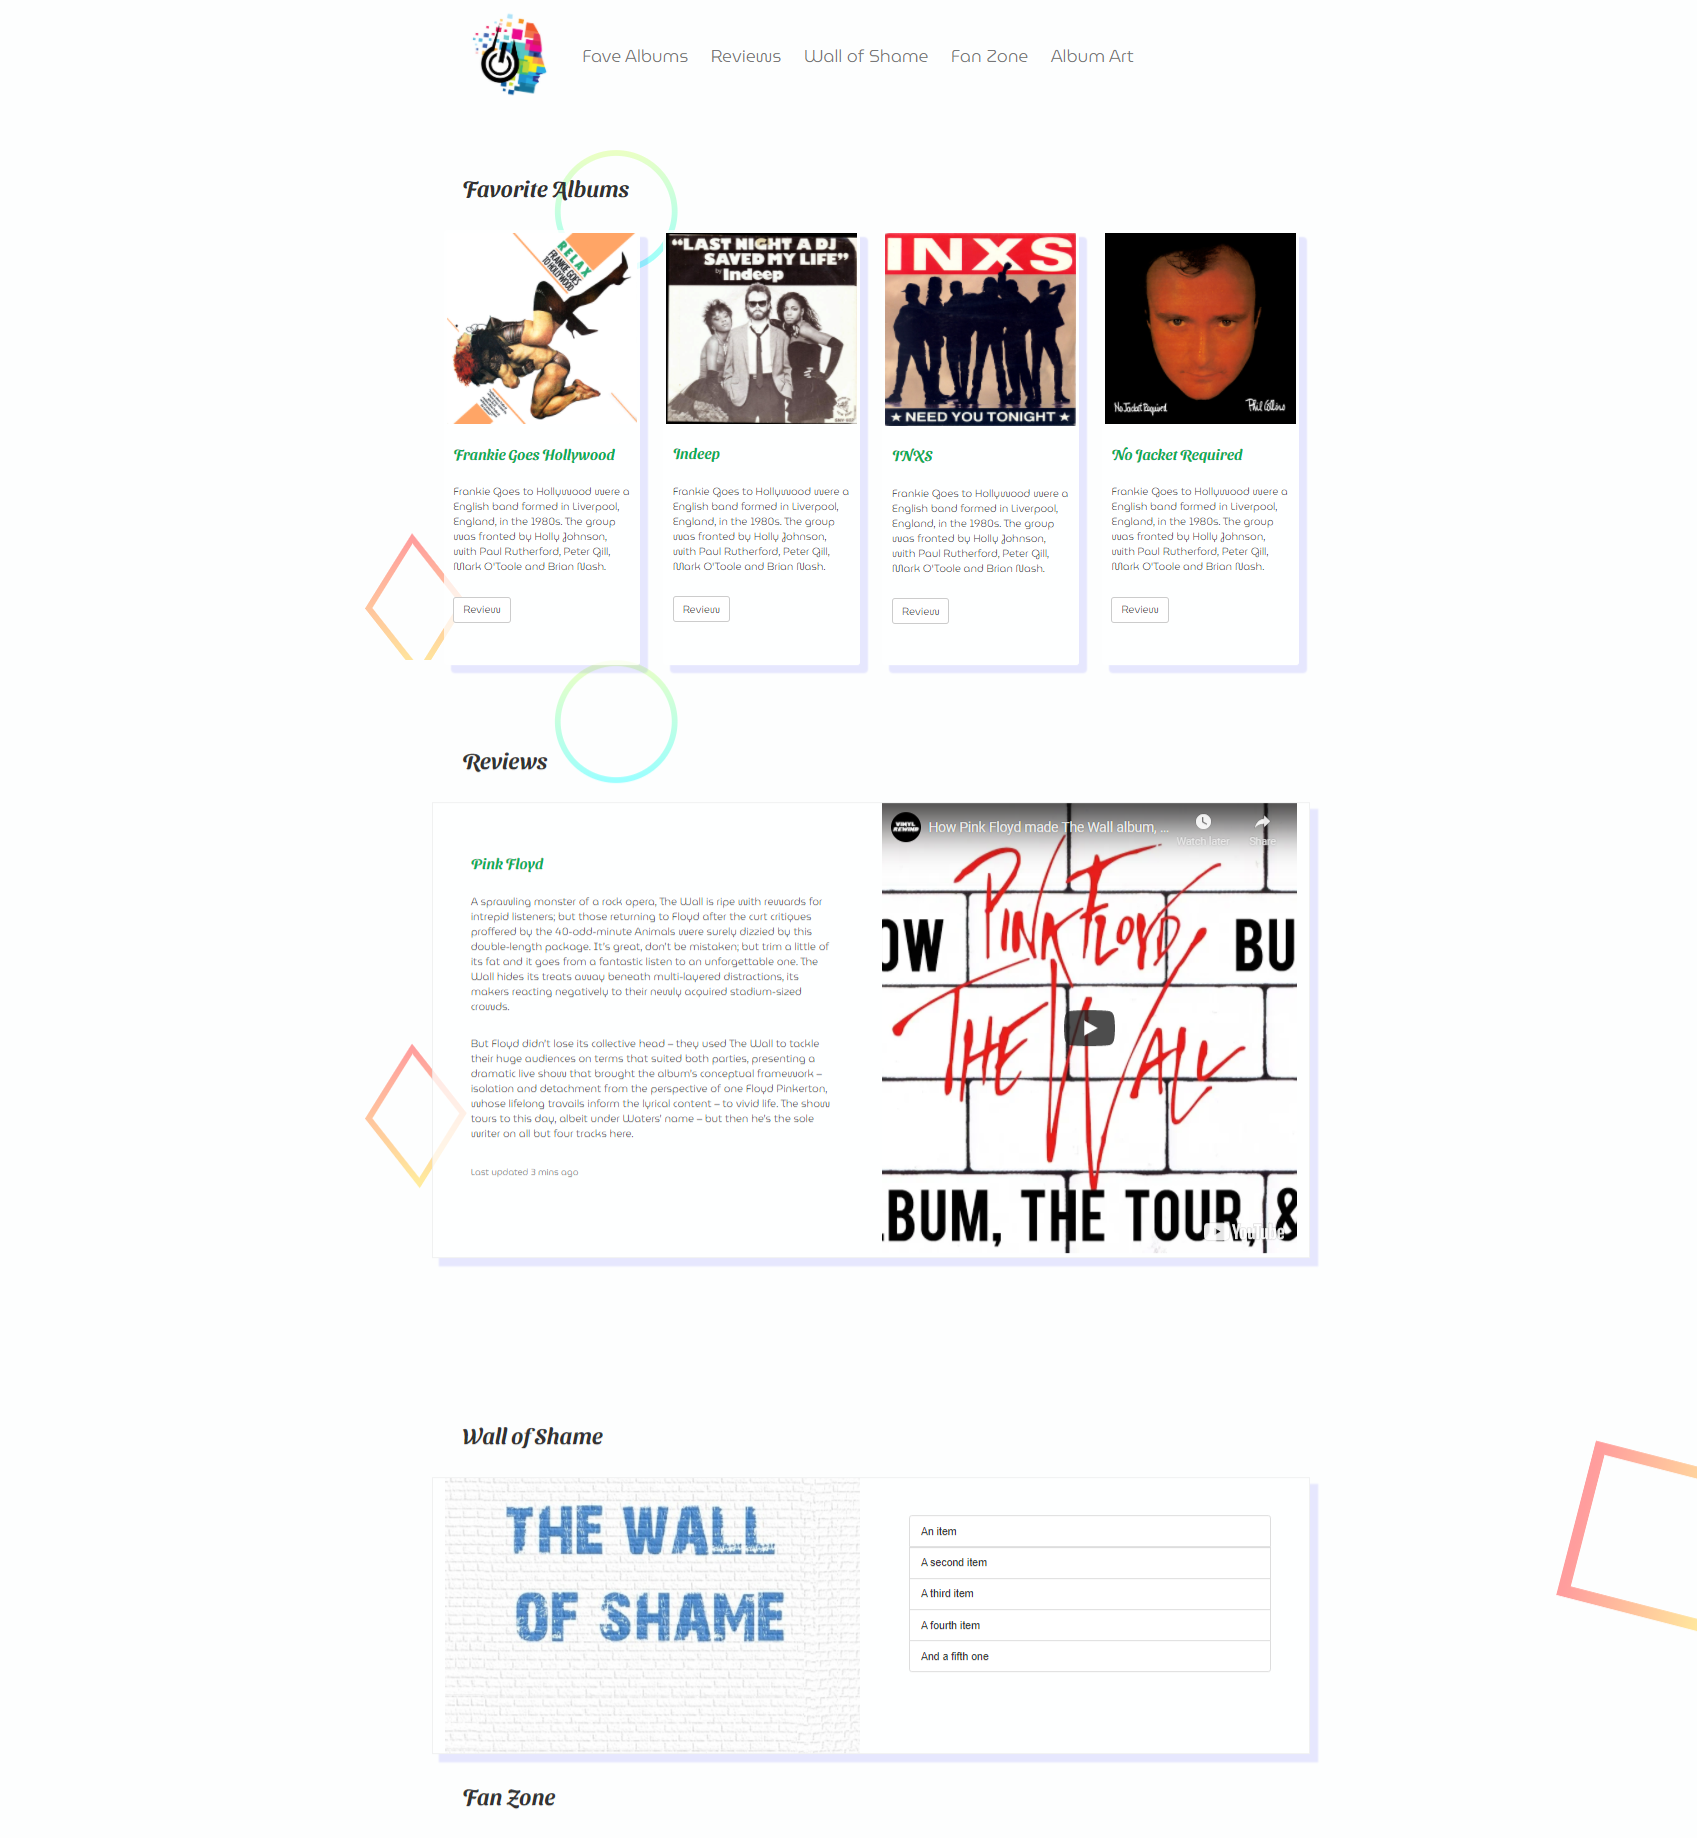 Fave Albums Reviews Wall of Shame Fan Zone Album Art
Favorite Albums
RELAX
FRANKIE GOES
TO HOLLYWOOD
"LAST NIGHT A DJ
SAVED MY LIFE"
by Indeep
INXS
★ NEED YOU TONIGHT ★
No Jacket Required
Phil Collins
Frankie Goes Hollywood
Frankie Goes to Hollywood were a
English band formed in Liverpool,
England, in the 1980s. The group
was fronted by Holly Johnson,
with Paul Rutherford, Peter Gill,
Mark O'Toole and Brian Nash.
Review
Indeep
Frankie Goes to Hollywood were a
English band formed in Liverpool,
England, in the 1980s. The group
was fronted by Holly Johnson,
with Paul Rutherford, Peter Gill,
Mark O'Toole and Brian Nash.
Review
INXS
Frankie Goes to Hollywood were a
English band formed in Liverpool,
England, in the 1980s. The group
was fronted by Holly Johnson,
with Paul Rutherford, Peter Gill,
Mark O'Toole and Brian Nash.
Review
No Jacket Required
Frankie Goes to Hollywood were a
English band formed in Liverpool,
England, in the 1980s. The group
was fronted by Holly Johnson,
with Paul Rutherford, Peter Gill,
Mark O'Toole and Brian Nash.
Review
Reviews
Pink Floyd
A sprawling monster of a rock opera, The Wall is ripe with rewards for
intrepid listeners; but those returning to Floyd after the curt critiques
proffered by the 40-odd-minute Animals were surely dizzied by this
double-length package. It's great, don't be mistaken; but trim a little of
its fat and it goes from a fantastic listen to an unforgettable one. The
Wall hides its treats away beneath multi-layered distractions, its
makers reacting negatively to their newly acquired stadium-sized
crowds.
But Floyd didn't lose its collective head – they used The Wall to tackle
their huge audiences on terms that suited both parties, presenting a
dramatic live show that brought the album's conceptual framework –
isolation and detachment from the perspective of one Floyd Pinkerton,
whose lifelong travails inform the lyrical content – to vivid life. The show
tours to this day, albeit under Waters' name – but then he's the sole
writer on all but four tracks here.
Last updated 3 mins ago
VINYL
REWIND
How Pink Floyd made The Wall album, ...
Watch later
Share
OW
PINK FLOYD
BU
THE WALL
BUM, THE TOUR, &
YouTube
Wall of Shame
THE WALL
OF SHAME
An item
A second item
A third item
A fourth item
And a fifth one
Fan Zone